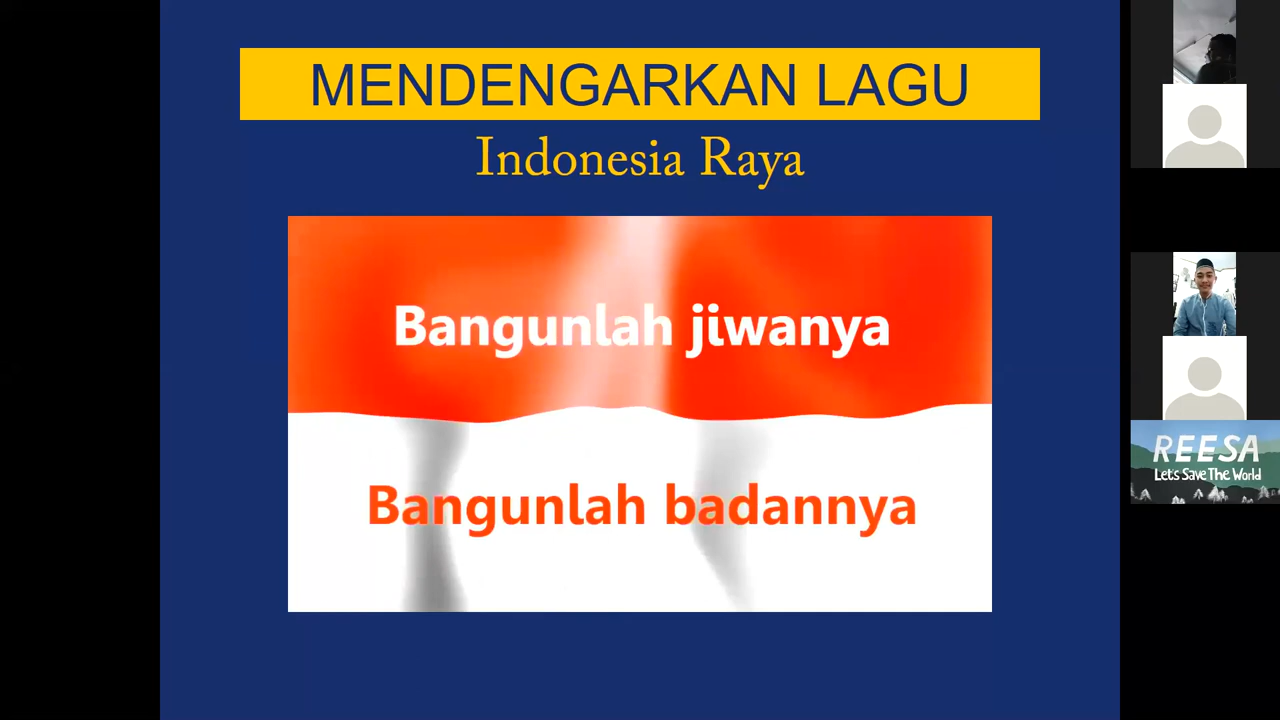 MENDENGARKAN LAGU
Indonesia Raya
Bangunlah jiwanya
Bangunlah badannya
REESA
Let's Save The World